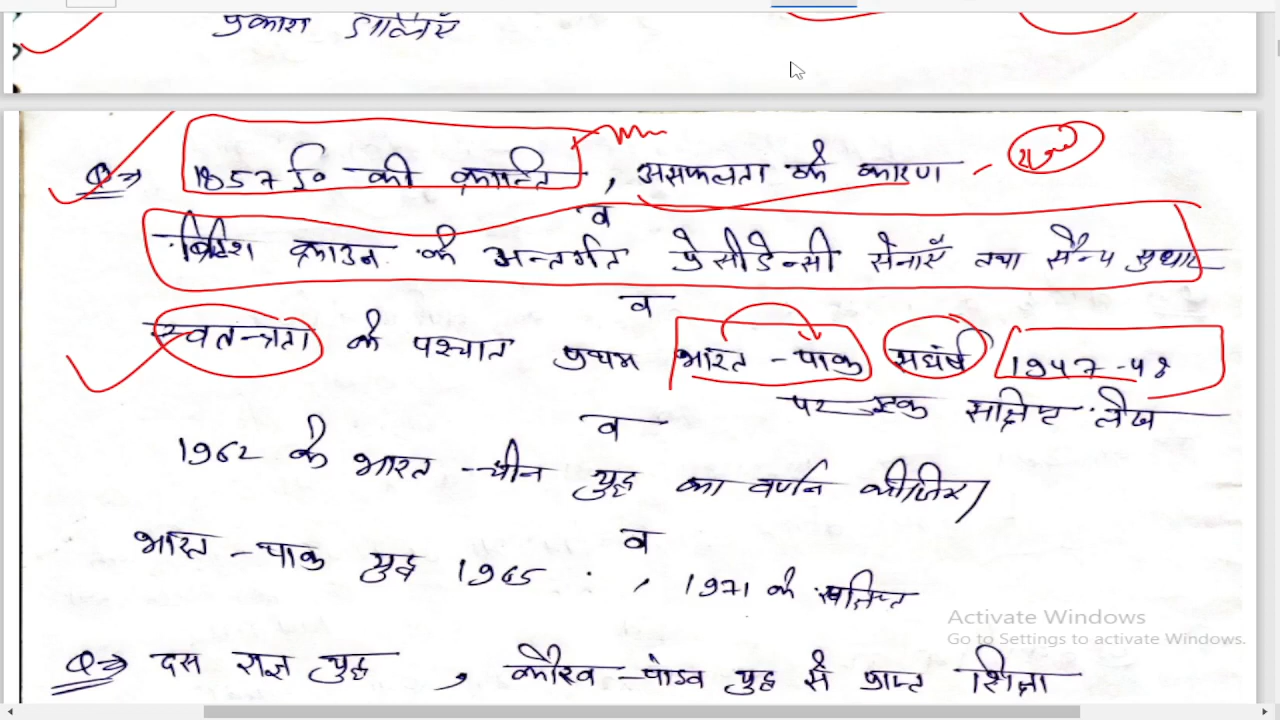 प्रकाश डालिए
Q⇒ 1857 ई० की क्रान्ति, असफलता के कारण -
व
ब्रिटिश क्राउन के अन्तर्गत प्रेसीडेन्सी सेनाएँ तथा सैन्य सुधार
व
स्वतन्त्रता के पश्चात प्रथम भारत - पाक संघर्ष 1947-48
पर एक संक्षिप्त लेख
व
1962 के भारत - चीन युद्ध का वर्णन कीजिए।
व
भारत - पाक युद्ध 1965 , 1971 के संक्षिप्त
Activate Windows
Go to Settings to activate Windows.
Q⇒ दस राज्ञ युद्ध , कौरव - पांडव युद्ध से प्राप्त शिक्षा